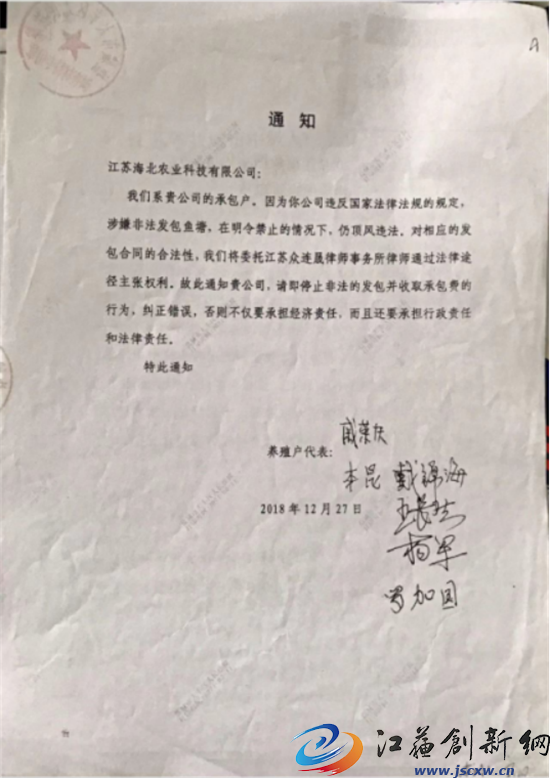 通 知
江苏海北农业科技有限公司：
我们系贵公司的承包户。因为你公司违反国家法律法规的规定，
涉嫌非法发包鱼塘，在明令禁止的情况下，仍顶风违法。对相应的发
包合同的合法性，我们将委托江苏众连晟律师事务所律师通过法律途
径主张权利。故此通知贵公司，请即停止非法的发包并收取承包费的
行为，纠正错误，否则不仅要承担经济责任，而且还要承担行政责任
和法律责任。
特此通知
养殖户代表：
2018 年 12 月 27 日
杨军
罗加园
江苏创新网
www.jscxw.cn